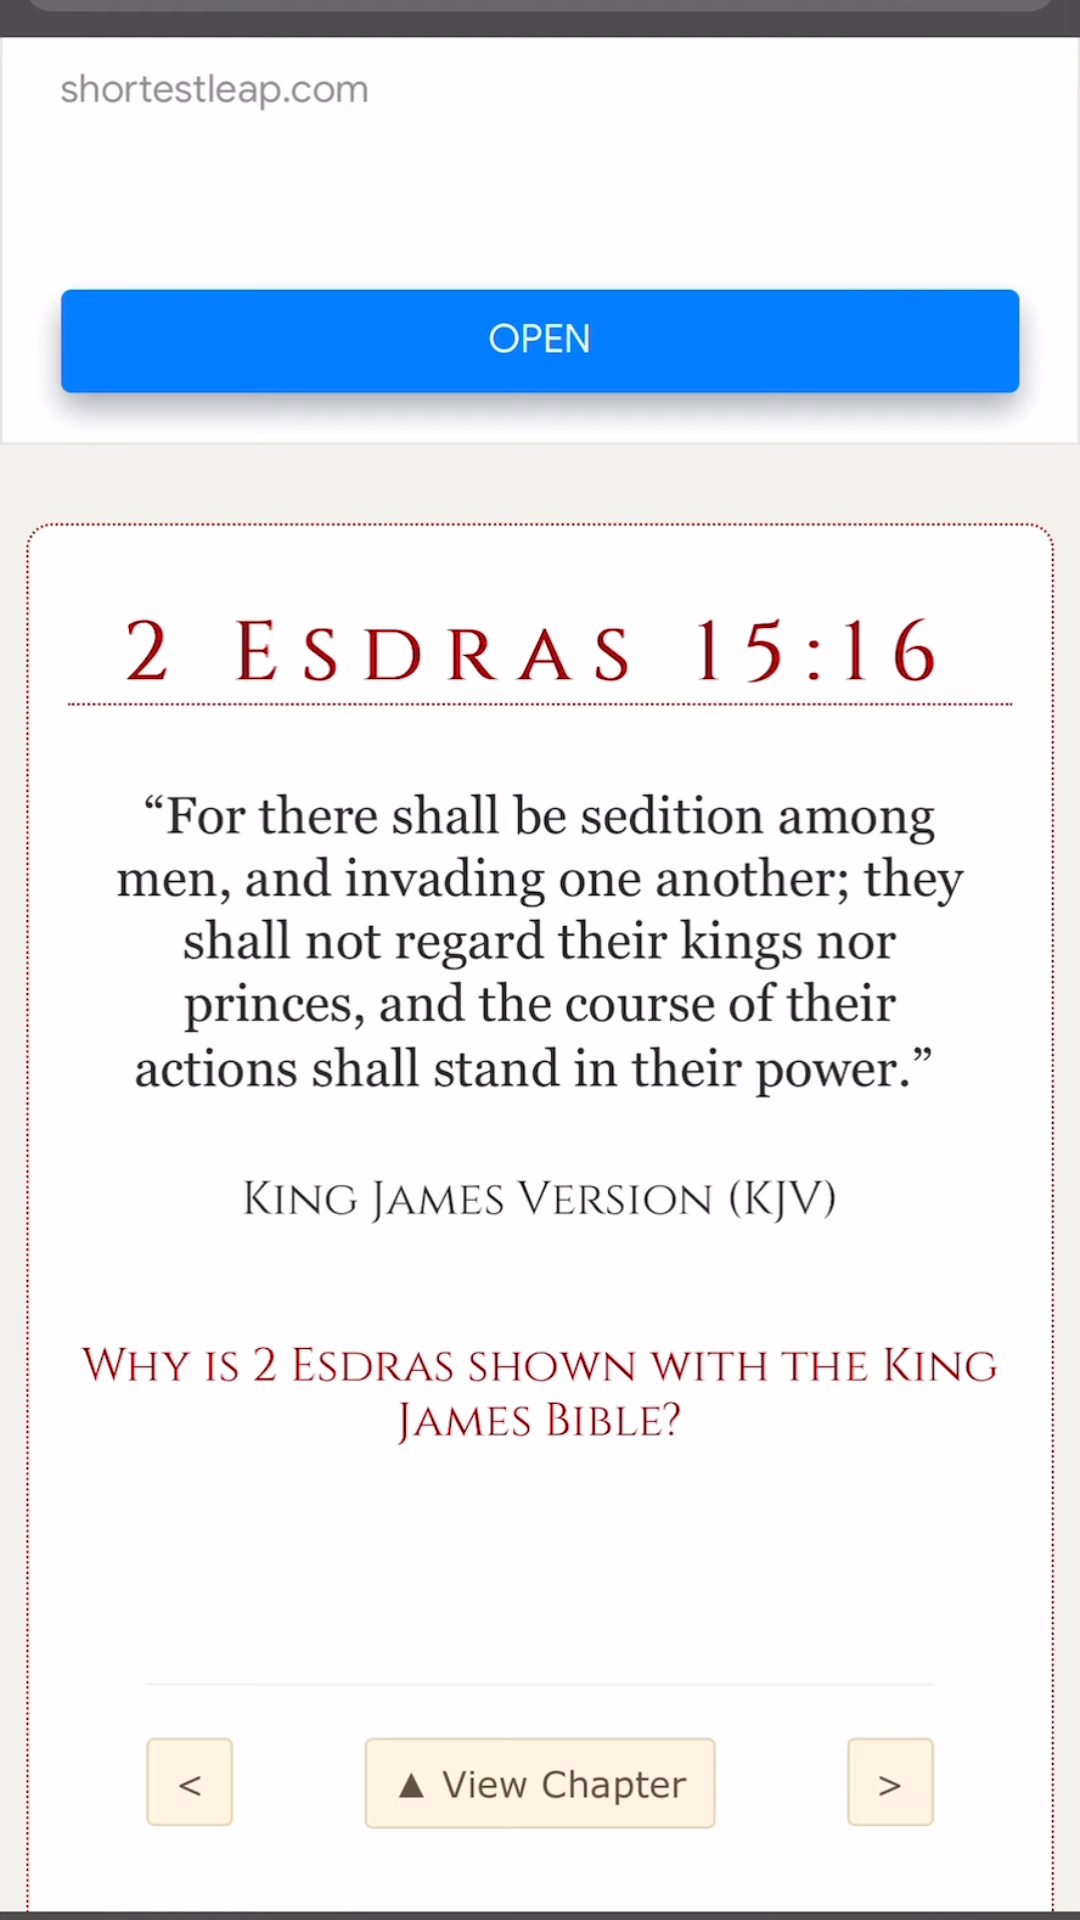 shortestleap.com
OPEN
2 Esdras 15:16
“For there shall be sedition among
men, and invading one another; they
shall not regard their kings nor
princes, and the course of their
actions shall stand in their power.”
King James Version (KJV)
Why is 2 Esdras shown with the King
James Bible?
<
▲ View Chapter
>